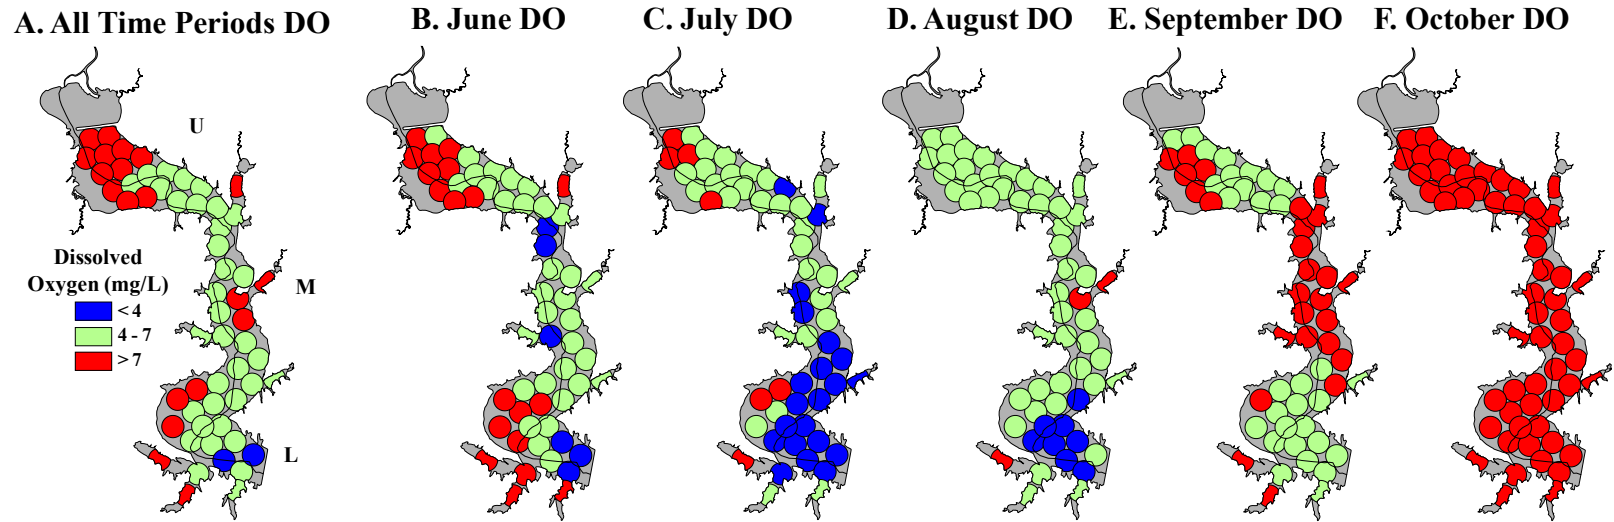 A. All Time Periods DO
B. June DO
C. July DO
D. August DO
E. September DO
F. October DO
U
Dissolved
Oxygen (mg/L)
< 4
4 - 7
> 7
M
L